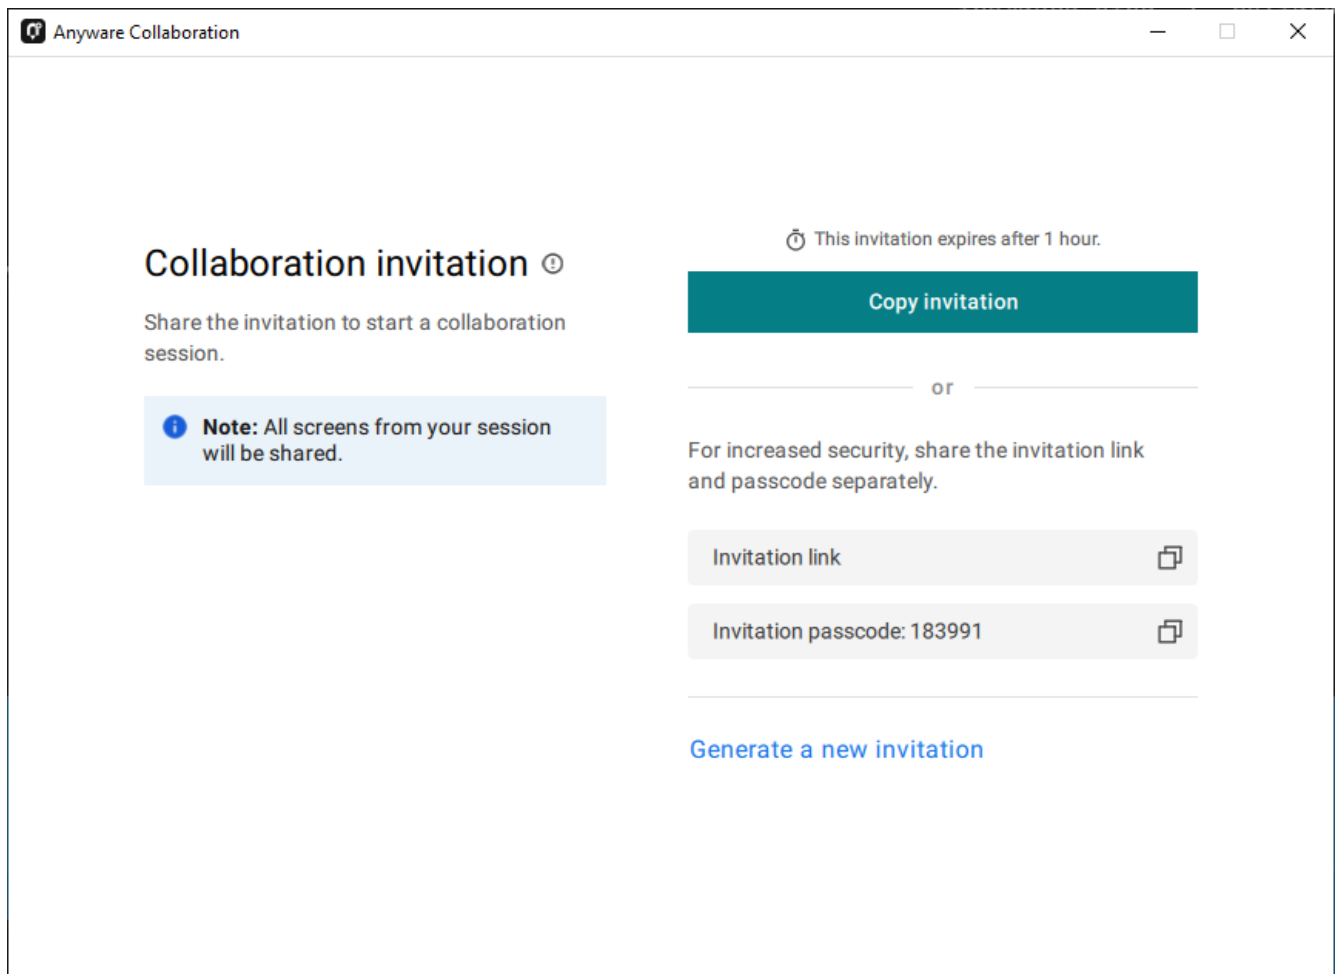 Anyware Collaboration
Collaboration invitation
Share the invitation to start a collaboration
session.
Note: All screens from your session
will be shared.
This invitation expires after 1 hour.
Copy invitation
or
For increased security, share the invitation link
and passcode separately.
Invitation link
Invitation passcode: 183991
Generate a new invitation